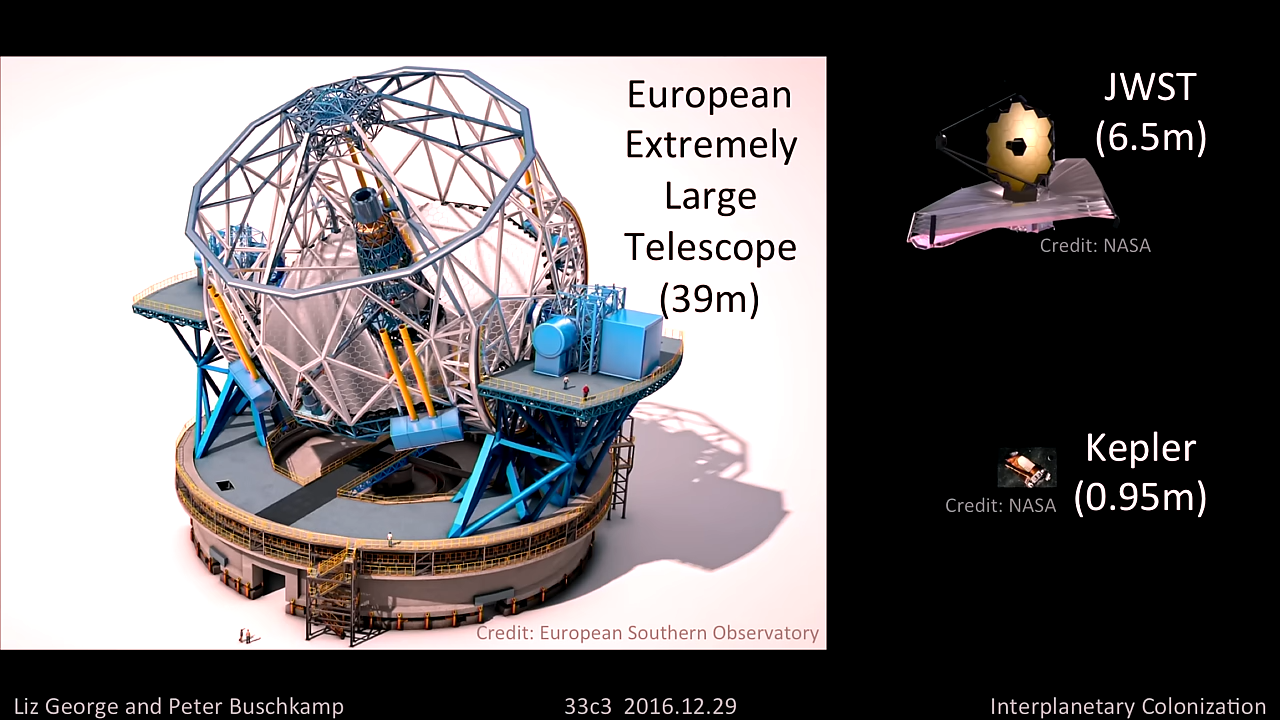 European
Extremely
Large
Telescope
(39m)
Credit: European Southern Observatory
JWST
(6.5m)
Credit: NASA
Kepler
(0.95m)
Credit: NASA
Liz George and Peter Buschkamp
33c3 2016.12.29
Interplanetary Colonization